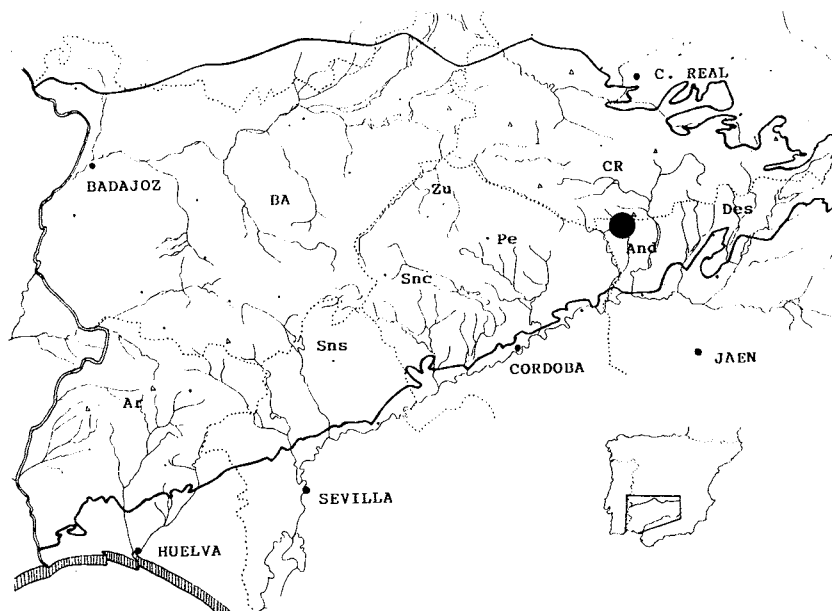 C. REAL
CR
BADAJOZ
BA
Zu
Des
Pe
And
Snc
Sns
CORDOBA
JAEN
Ar
SEVILLA
HUELVA